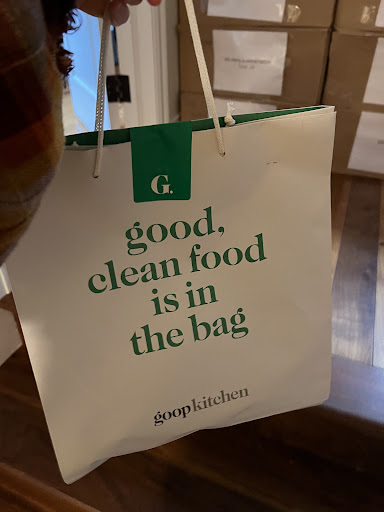 G.
good,
clean food
is in
the bag
goop kitchen